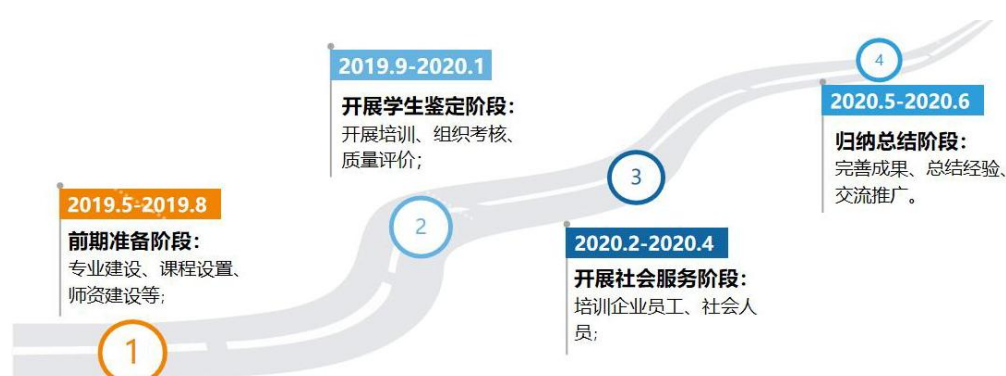 2019.5-2019.8
前期准备阶段：
专业建设、课程设置、
师资建设等;
1
2019.9-2020.1
开展学生鉴定阶段：
开展培训、组织考核、
质量评价;
2
3
2020.2-2020.4
开展社会服务阶段：
培训企业员工、社会人
员;
4
2020.5-2020.6
归纳总结阶段：
完善成果、总结经验、
交流推广。